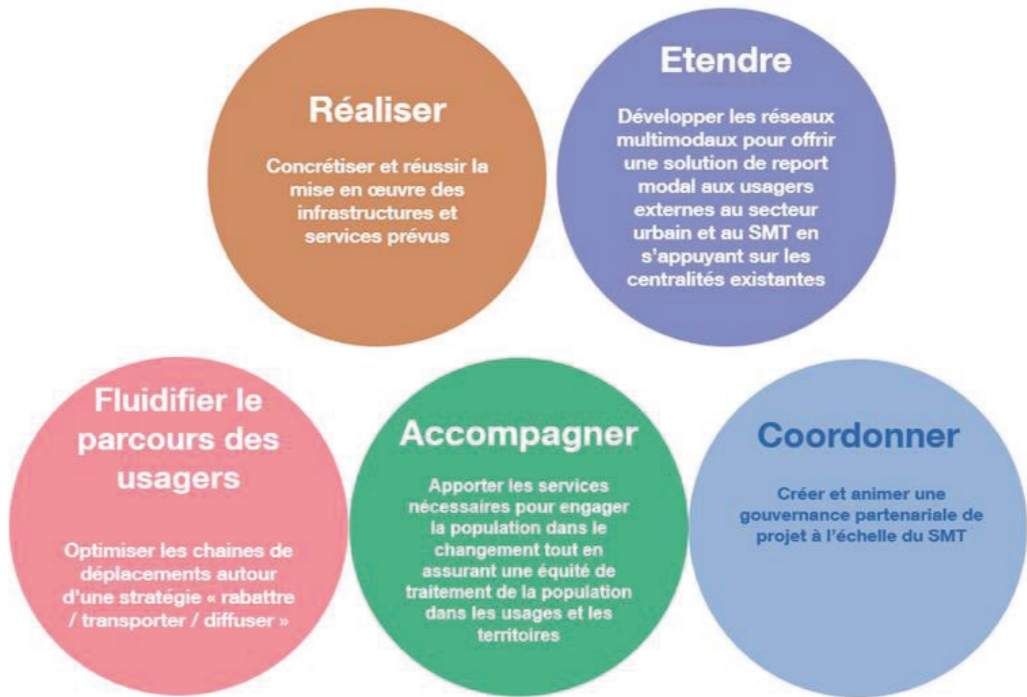 Réaliser
Concrétiser et réussir la
mise en œuvre des
infrastructures et
services prévus
Etendre
Développer les réseaux
multimodaux pour offrir
une solution de report
modal aux usagers
externes au secteur
urbain et au SMT en
s'appuyant sur les
centralités existantes
Fluidifier le
parcours des
usagers
Optimiser les chaines de
déplacements autour
d'une stratégie « rabattre
/ transporter / diffuser »
Accompagner
Apporter les services
nécessaires pour engager
la population dans le
changement tout en
assurant une équité de
traitement de la population
dans les usages et les
territoires
Coordonner
Créer et animer une
gouvernance partenariale de
projet à l'échelle du SMT